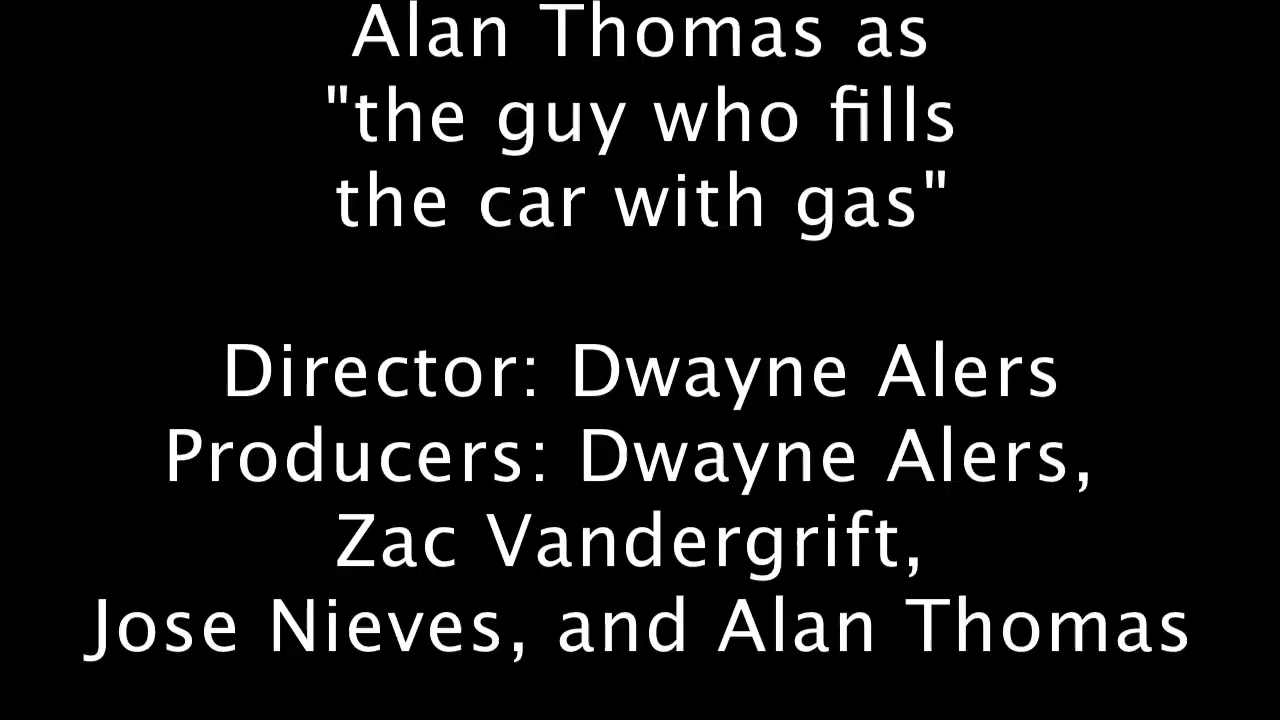 Alan Thomas as
"the guy who fills
the car with gas"
Director: Dwayne Alers
Producers: Dwayne Alers,
Zac Vandergrift,
Jose Nieves, and Alan Thomas